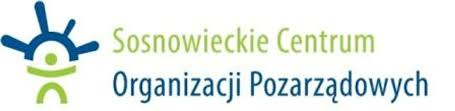 Sosnowieckie Centrum
Organizacji Pozarządowych